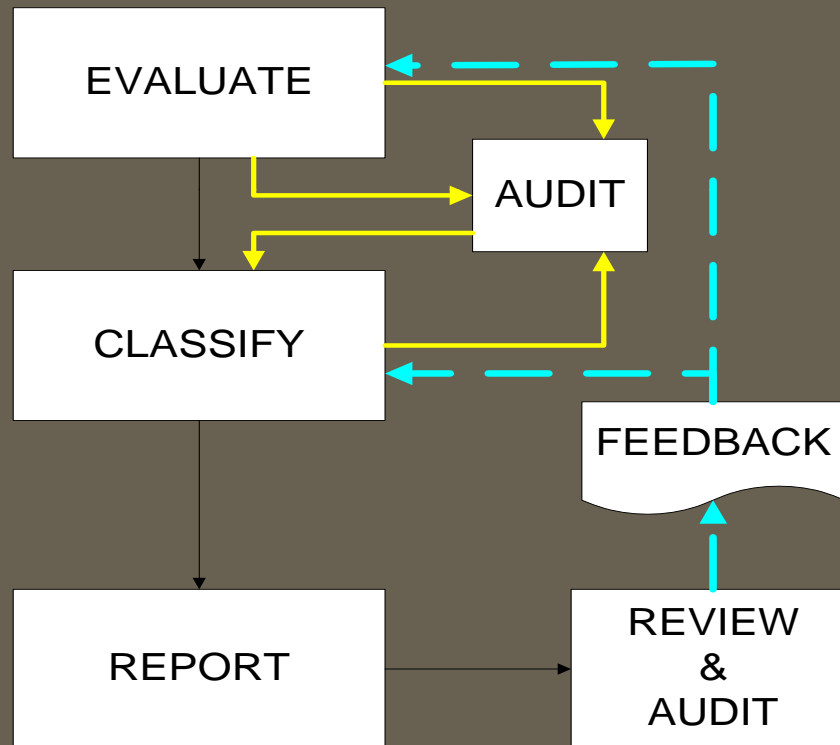 EVALUATE
AUDIT
CLASSIFY
FEEDBACK
REPORT
REVIEW
&
AUDIT